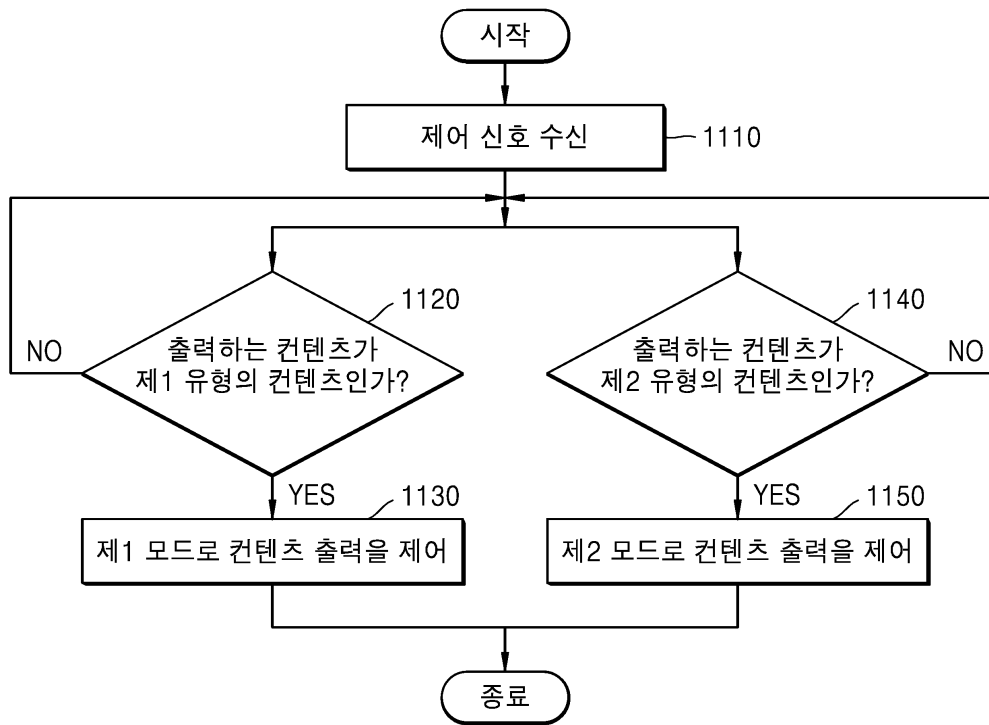 시작
제어 신호 수신
1110
1120
출력하는 컨텐츠가
제1 유형의 컨텐츠인가?
NO
YES
1140
출력하는 컨텐츠가
제2 유형의 컨텐츠인가?
NO
YES
1130
제1 모드로 컨텐츠 출력을 제어
1150
제2 모드로 컨텐츠 출력을 제어
종료